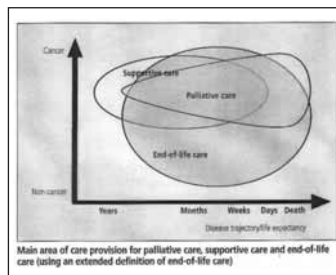 Cancer
Supportive care
Palliative care
End-of-life care
Non-cancer
Years Months Weeks Days Death
Disease trajectory/life expectancy
Main area of care provision for palliative care, supportive care and end-of-life
care (using an extended definition of end-of-life care)